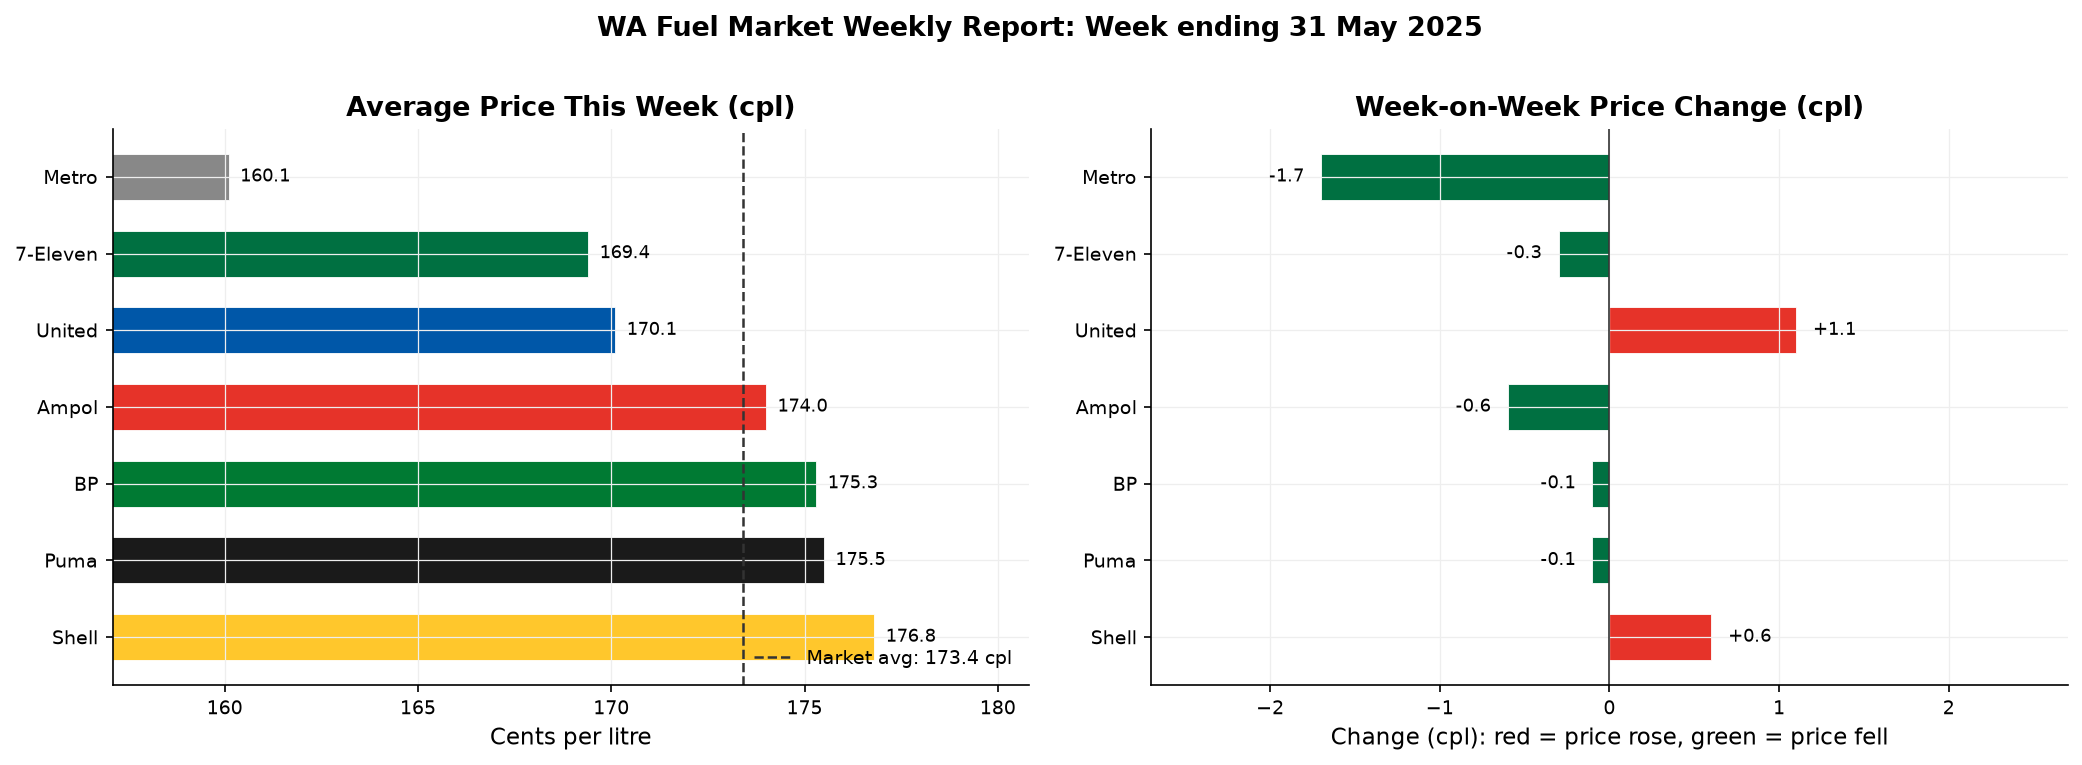 WA Fuel Market Weekly Report: Week ending 31 May 2025
Average Price This Week (cpl)
Metro
160.1
7-Eleven
169.4
United
170.1
Ampol
174.0
BP
175.3
Puma
175.5
Shell
176.8
Market avg: 173.4 cpl
160
165
170
175
180
Cents per litre
Week-on-Week Price Change (cpl)
Metro
-1.7
7-Eleven
-0.3
United
+1.1
Ampol
-0.6
BP
-0.1
Puma
-0.1
Shell
+0.6
−2
−1
0
1
2
Change (cpl): red = price rose, green = price fell